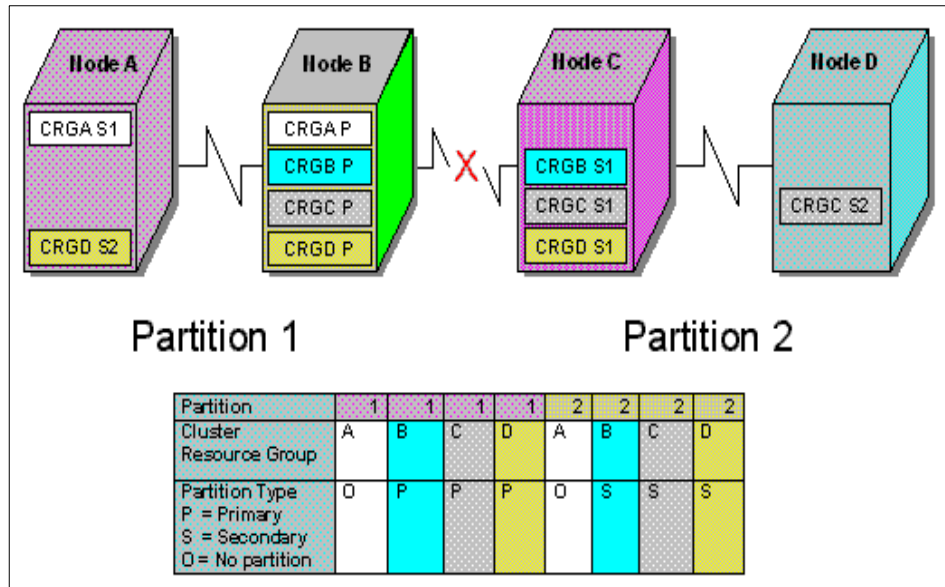 Node A
Node B
Node C
Node D
CRGA S1
CRGD S2
CRGA P
CRGB P
CRGC P
CRGD P
X
CRGB S1
CRGC S1
CRGD S1
CRGC S2
Partition 1
Partition 2
Partition 1 1 1 1 2 2 2 2
Cluster A B C D A B C D
Resource Group
Partition Type O P P P O S S S
P = Primary
S = Secondary
O = No partition